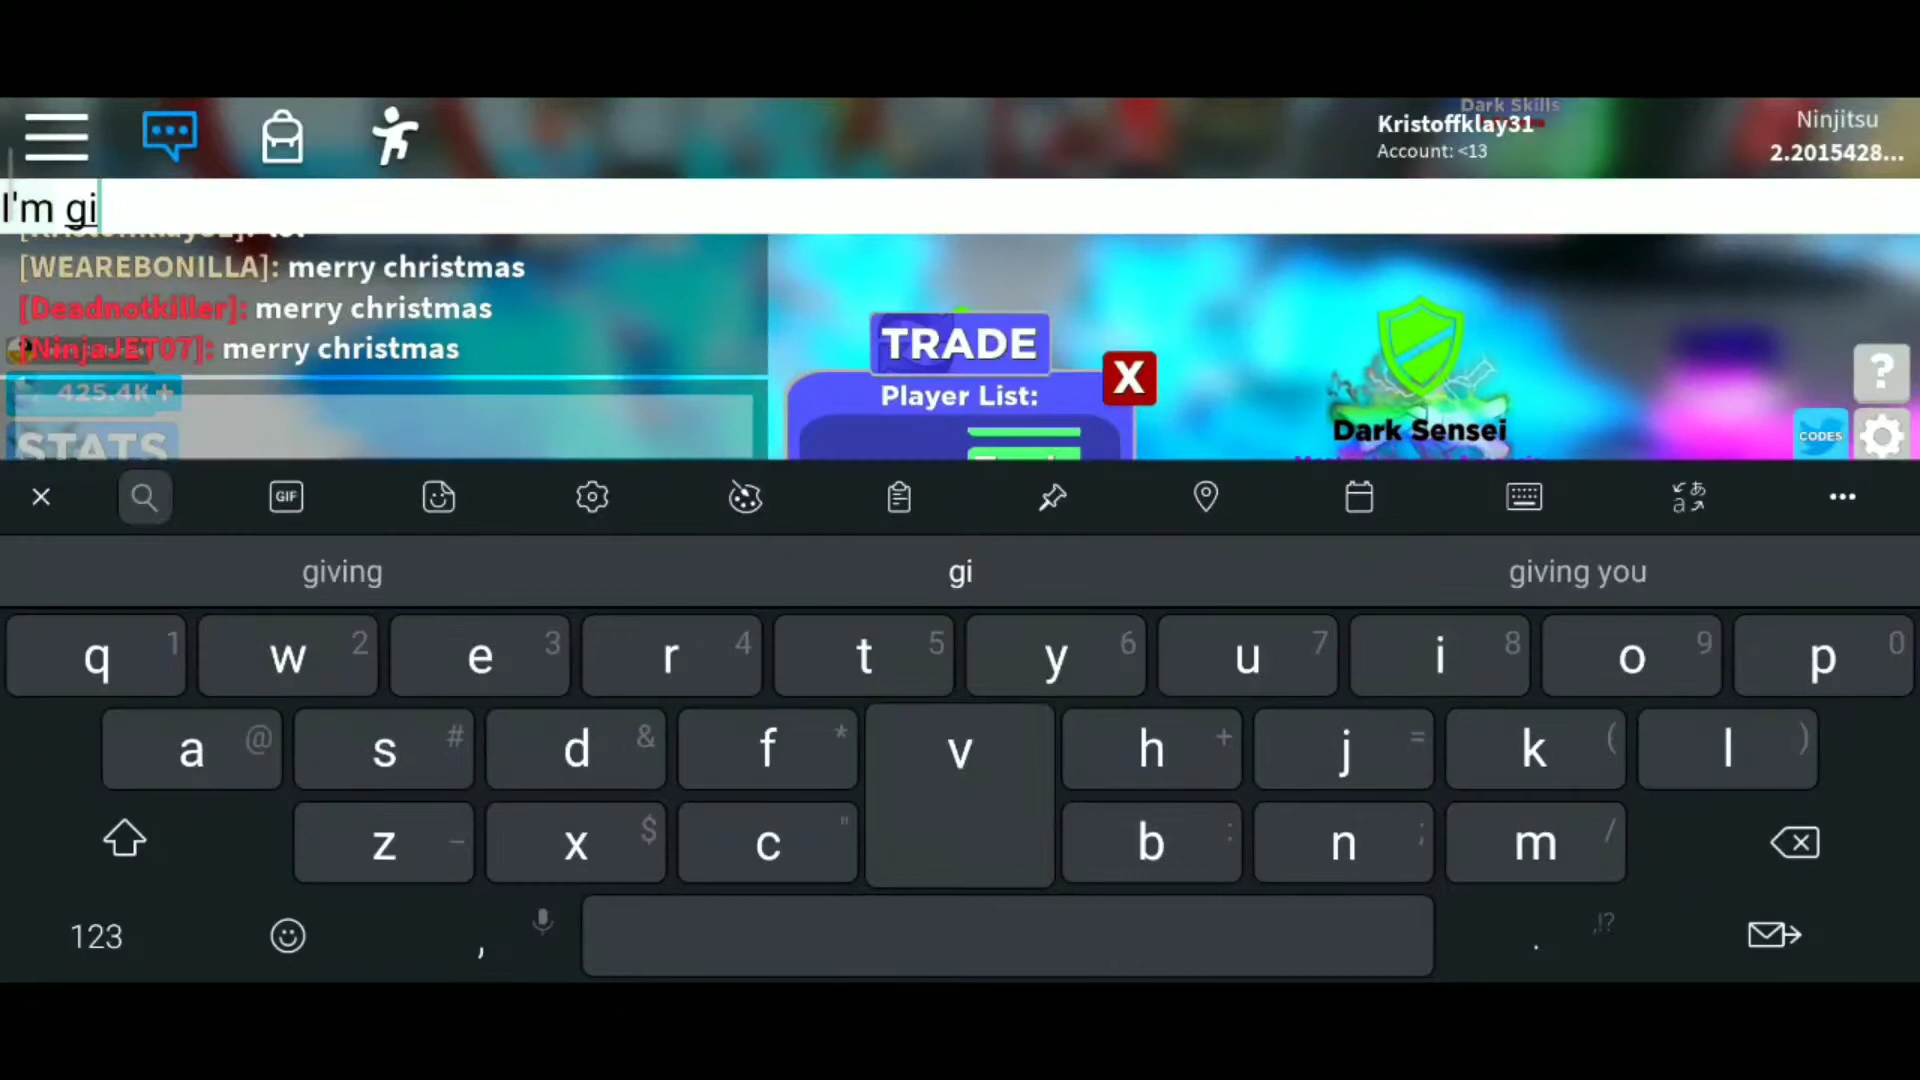 Dark Skills
Kristoffklay31
Account: <13
Ninjitsu
2.2015428...
I'm gi
[WEAREBONILLA]: merry christmas
[Deadnotkiller]: merry christmas
[NinjaJET07]: merry christmas
425.4K +
STATS
TRADE
X
Player List:
Dark Sensei
?
CODES
GIF
giving
gi
giving you
q 1 w 2 e 3 r 4 t 5 y 6 u 7 i 8 o 9 p 0
a @ s # d & f * v h + j = k ( l )
z - x $ c " b : n ; m /
123 , . ,!?